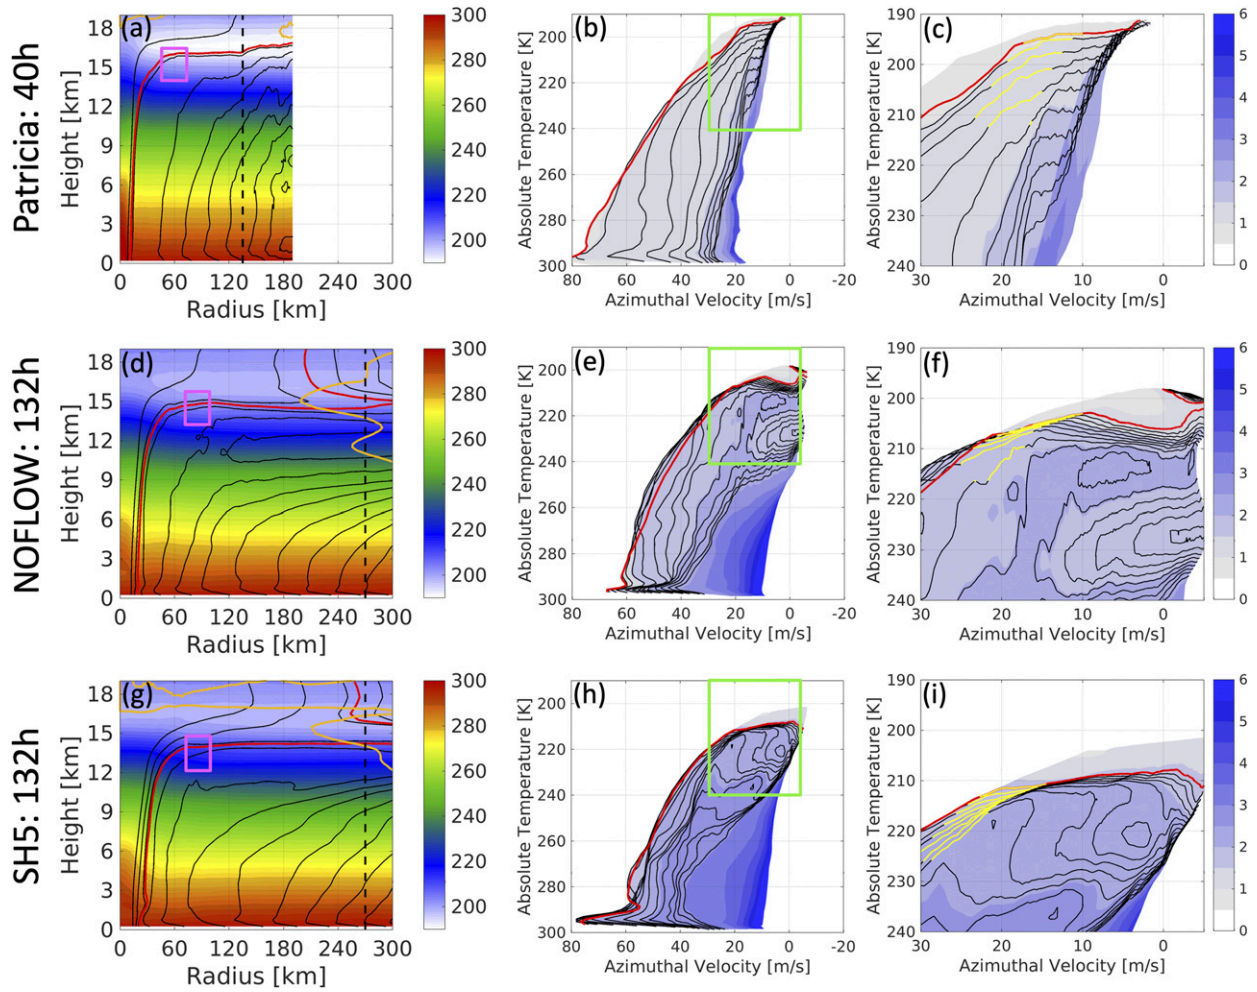 Patricia: 40h
(a)
Height [km]
18
15
12
9
6
3
0
0 60 120 180 240 300
Radius [km]
300
280
260
240
220
200
(b)
Absolute Temperature [K]
200
220
240
260
280
300
80 60 40 20 0 -20
Azimuthal Velocity [m/s]
(c)
Absolute Temperature [K]
190
200
210
220
230
240
30 20 10 0
Azimuthal Velocity [m/s]
6
5
4
3
2
1
0
NOFLOW: 132h
(d)
Height [km]
18
15
12
9
6
3
0
0 60 120 180 240 300
Radius [km]
300
280
260
240
220
200
(e)
Absolute Temperature [K]
200
220
240
260
280
300
80 60 40 20 0 -20
Azimuthal Velocity [m/s]
(f)
Absolute Temperature [K]
190
200
210
220
230
240
30 20 10 0
Azimuthal Velocity [m/s]
6
5
4
3
2
1
0
SH5: 132h
(g)
Height [km]
18
15
12
9
6
3
0
0 60 120 180 240 300
Radius [km]
300
280
260
240
220
200
(h)
Absolute Temperature [K]
200
220
240
260
280
300
80 60 40 20 0 -20
Azimuthal Velocity [m/s]
(i)
Absolute Temperature [K]
190
200
210
220
230
240
30 20 10 0
Azimuthal Velocity [m/s]
6
5
4
3
2
1
0